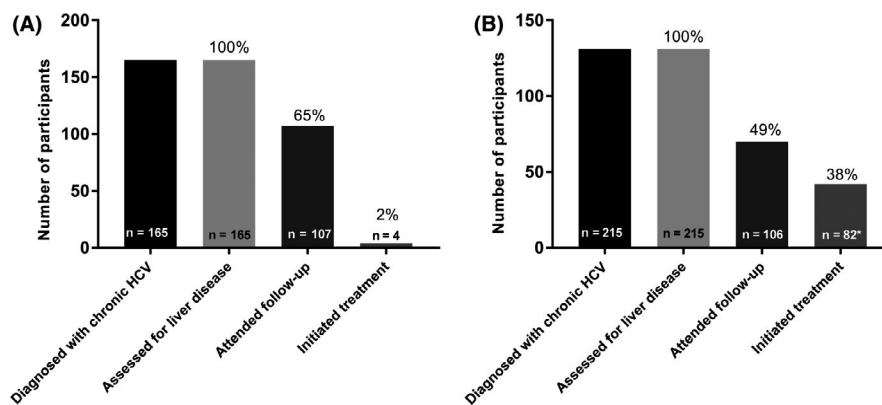 (A)
Number of participants
200
150
100
50
0
100%
65%
2%
n = 165
n = 165
n = 107
n = 4
Diagnosed with chronic HCV
Assessed for liver disease
Attended follow-up
Initiated treatment
(B)
Number of participants
150
100
50
0
100%
49%
38%
n = 215
n = 215
n = 106
n = 82*
Diagnosed with chronic HCV
Assessed for liver disease
Attended follow-up
Initiated treatment